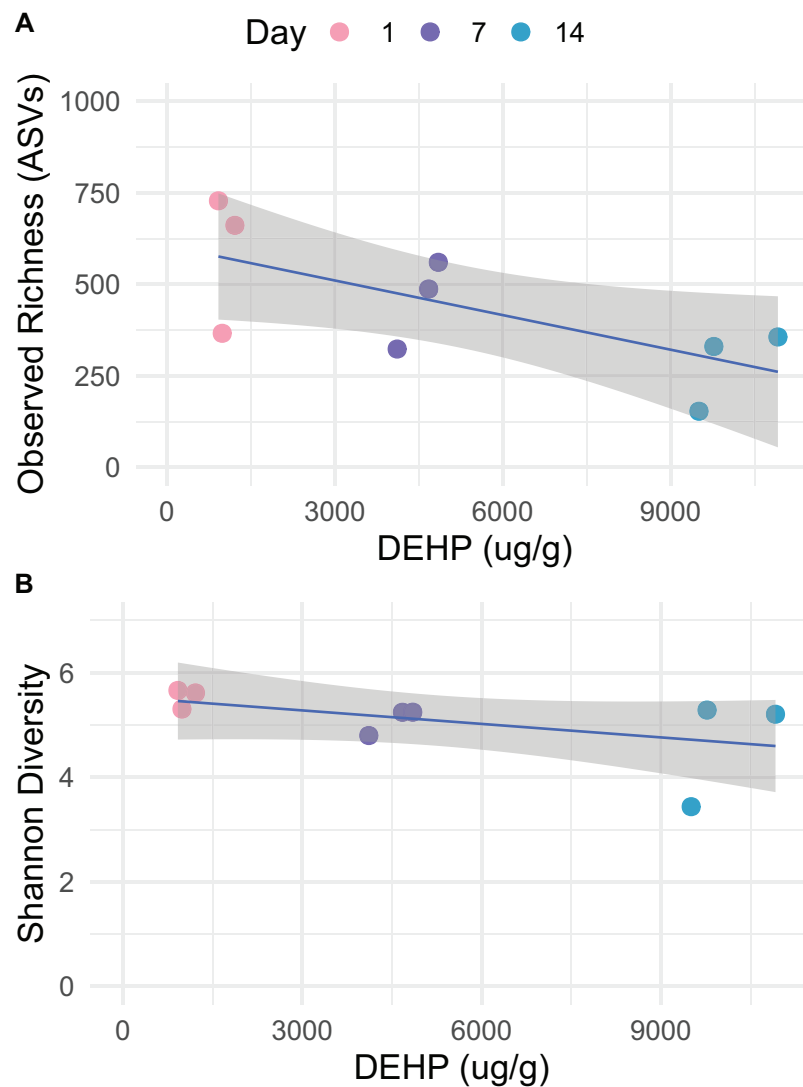 A
Day 1 7 14
Observed Richness (ASVs)
1000
750
500
250
0
0 3000 6000 9000
DEHP (ug/g)
B
Shannon Diversity
6
4
2
0
0 3000 6000 9000
DEHP (ug/g)